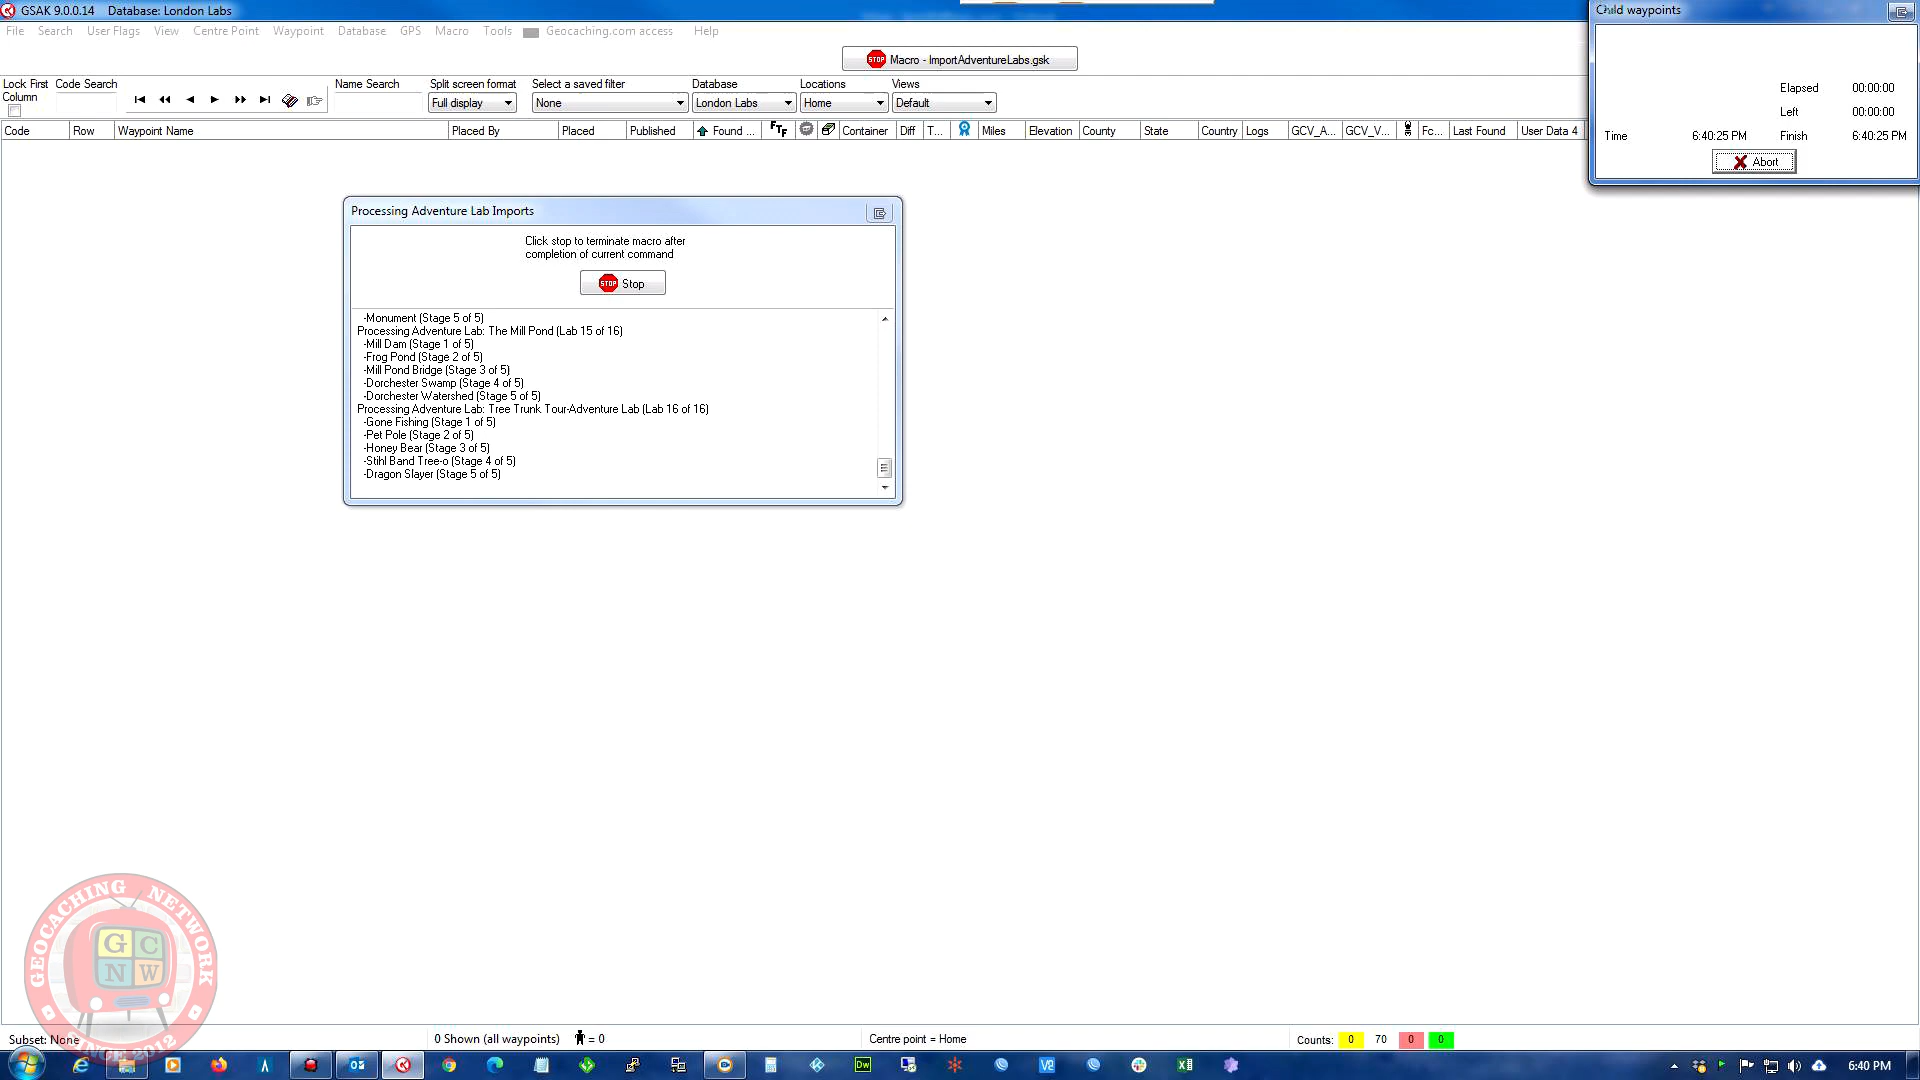 GSAK 9.0.0.14 Database: London Labs
File Search User Flags View Centre Point Waypoint Database GPS Macro Tools Geocaching.com access Help
STOP Macro - ImportAdventureLabs.gsk
Lock First Column
Code Search
Name Search
Split screen format
Full display
Select a saved filter
None
Database
London Labs
Locations
Home
Views
Default
Code Row Waypoint Name Placed By Placed Published Found ... FTF Container Diff T... Miles Elevation County State Country Logs GCV_A... GCV_V... Fc... Last Found User Data 4
Child waypoints
Elapsed 00:00:00
Left 00:00:00
Time 6:40:25 PM Finish 6:40:25 PM
Abort
Processing Adventure Lab Imports
Click stop to terminate macro after
completion of current command
STOP Stop
-Monument (Stage 5 of 5)
Processing Adventure Lab: The Mill Pond (Lab 15 of 16)
-Mill Dam (Stage 1 of 5)
-Frog Pond (Stage 2 of 5)
-Mill Pond Bridge (Stage 3 of 5)
-Dorchester Swamp (Stage 4 of 5)
-Dorchester Watershed (Stage 5 of 5)
Processing Adventure Lab: Tree Trunk Tour-Adventure Lab (Lab 16 of 16)
-Gone Fishing (Stage 1 of 5)
-Pet Pole (Stage 2 of 5)
-Honey Bear (Stage 3 of 5)
-Stihl Band Tree-o (Stage 4 of 5)
-Dragon Slayer (Stage 5 of 5)
GEOCACHING NETWORK
G C
N W
SINCE 2012
Subset: None 0 Shown (all waypoints) = 0 Centre point = Home Counts: 0 70 0 0
Dw
V2
6:40 PM